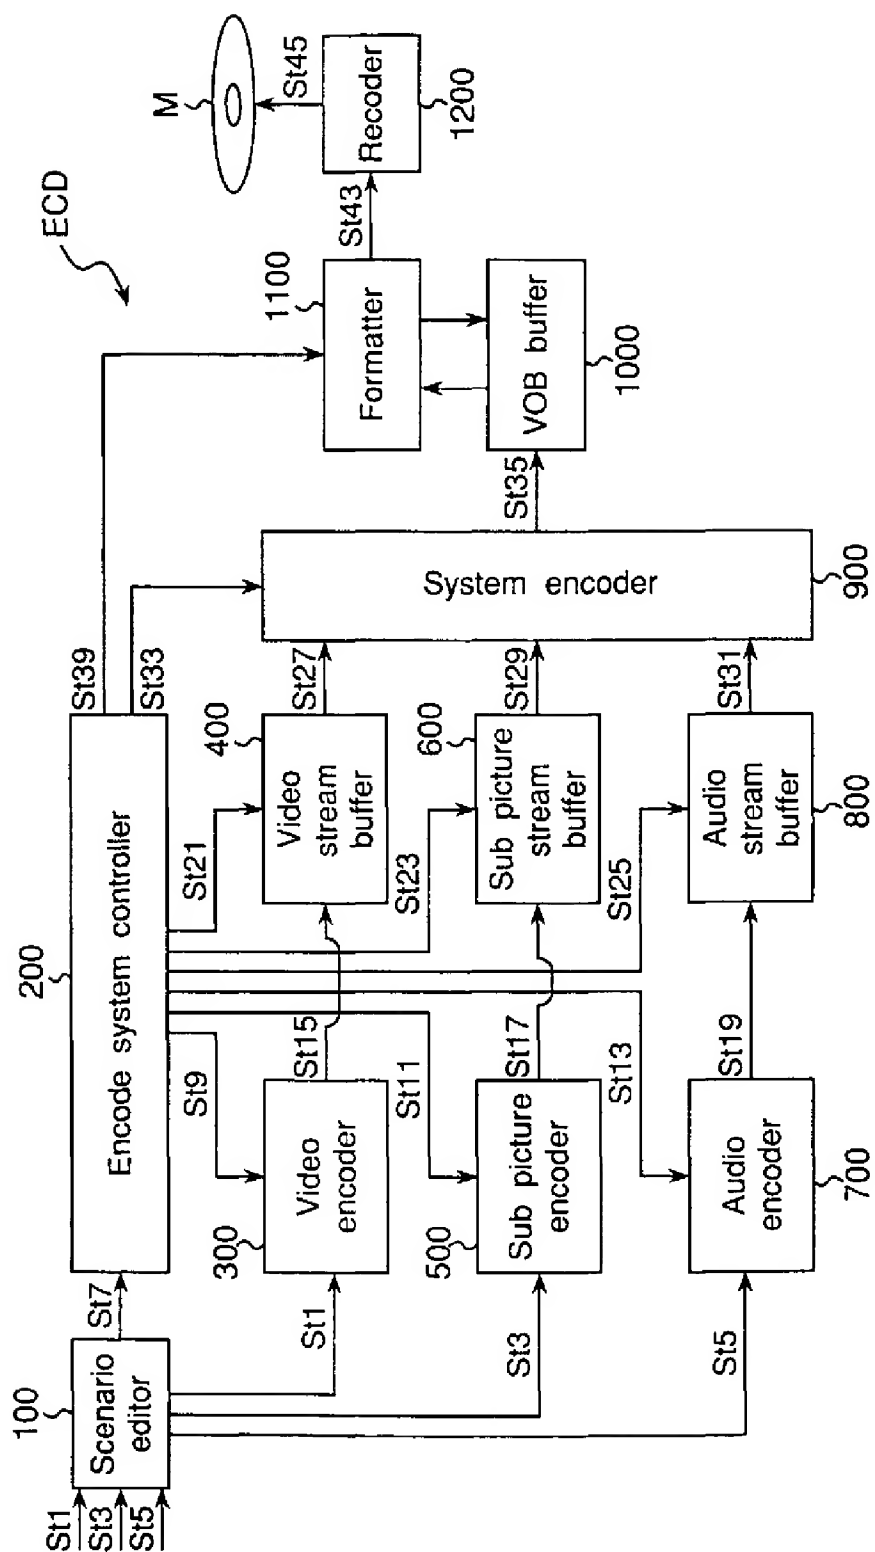 ECD
M
St45
Recoder
1200
St43
1100
Formatter
VOB buffer
1000
St35
St39
St33
System encoder
900
200
Encode system controller
St27
St29
St31
400
Video
stream
buffer
600
Sub picture
stream
buffer
Audio
stream
buffer
800
St21
St23
St25
St9
St11
St13
St15
St17
St19
300
Video
encoder
500
Sub picture
encoder
Audio
encoder
700
St7
St1
St3
St5
100
Scenario
editor
St1
St3
St5